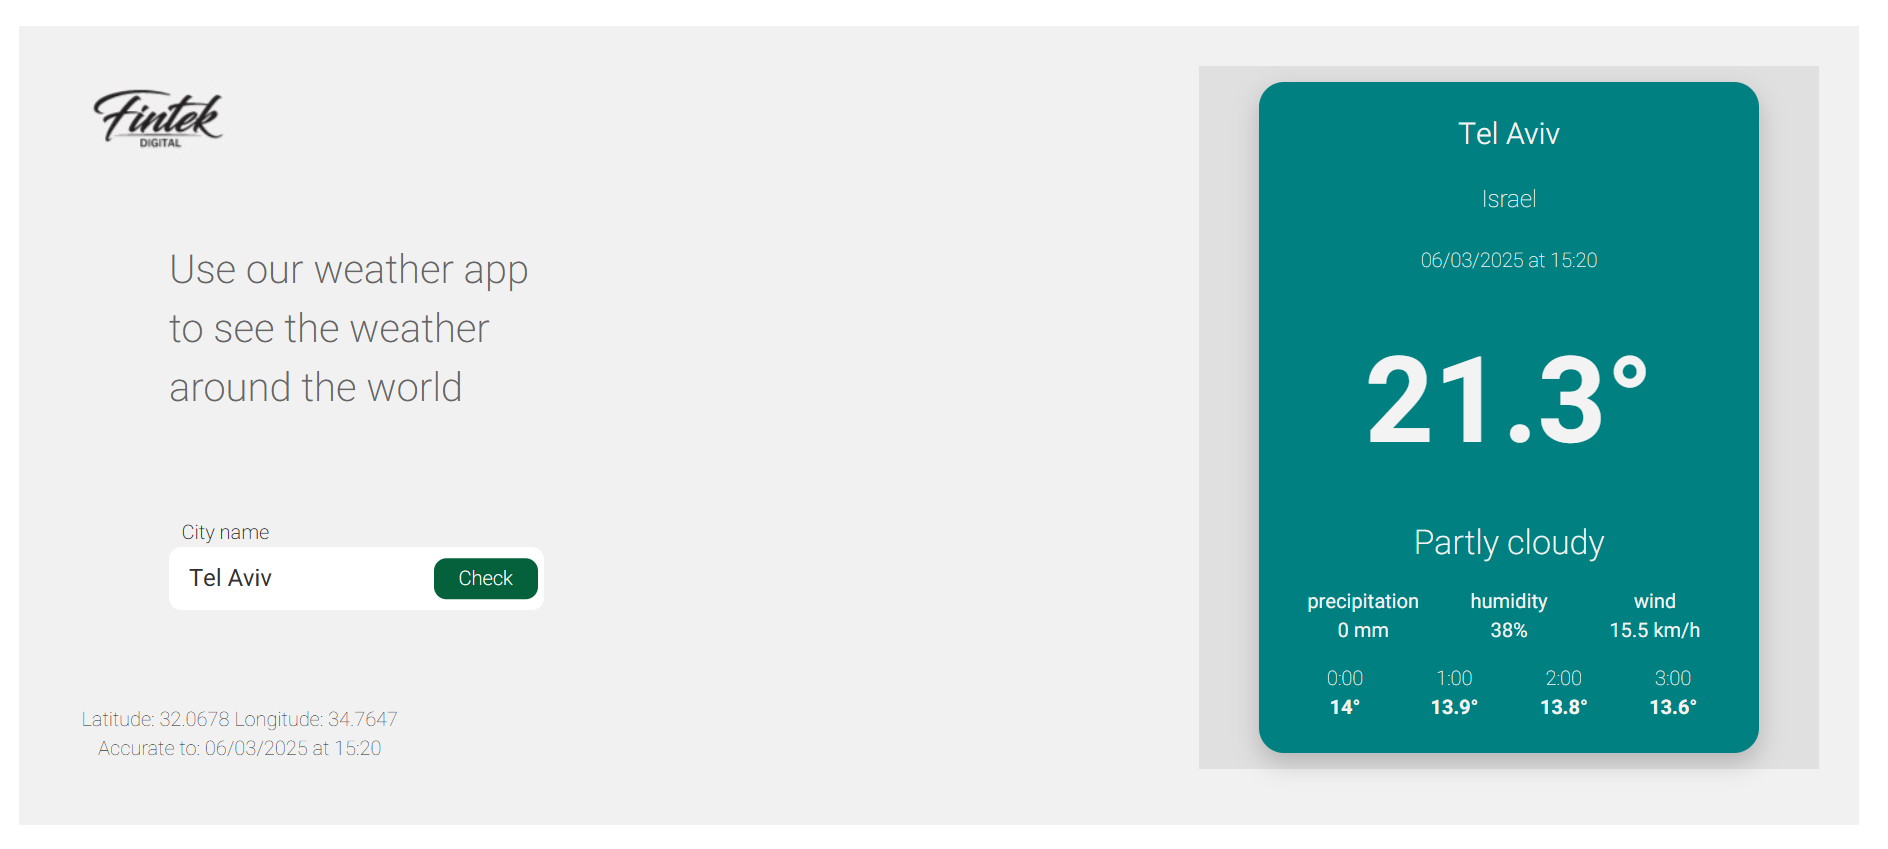 Fintek
DIGITAL
Use our weather app
to see the weather
around the world
City name
Tel Aviv
Check
Latitude: 32.0678 Longitude: 34.7647
Accurate to: 06/03/2025 at 15:20
Tel Aviv
Israel
06/03/2025 at 15:20
21.3°
Partly cloudy
precipitation humidity wind
0 mm 38% 15.5 km/h
0:00 1:00 2:00 3:00
14° 13.9° 13.8° 13.6°